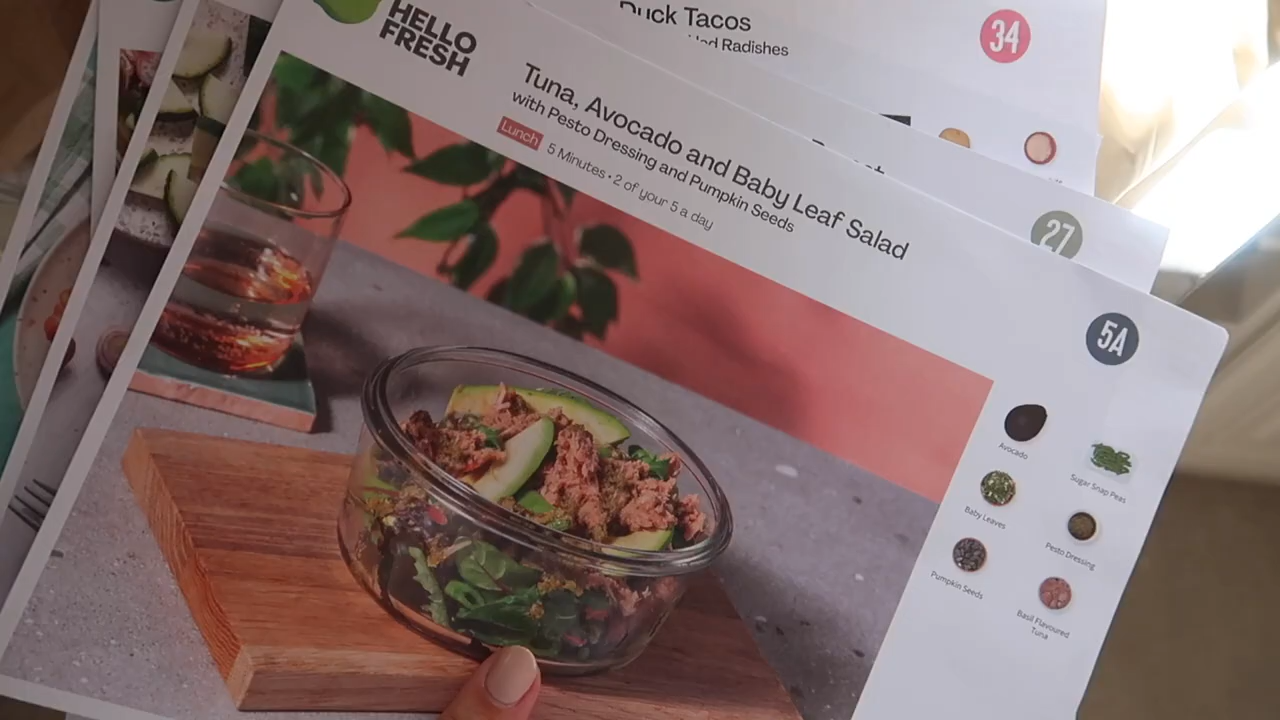 HELLO
FRESH
Duck Tacos
Radishes
34
27
Tuna, Avocado and Baby Leaf Salad
with Pesto Dressing and Pumpkin Seeds
Lunch 5 Minutes • 2 of your 5 a day
5A
Avocado
Sugar Snap Peas
Baby Leaves
Pesto Dressing
Pumpkin Seeds
Basil Flavoured
Tuna